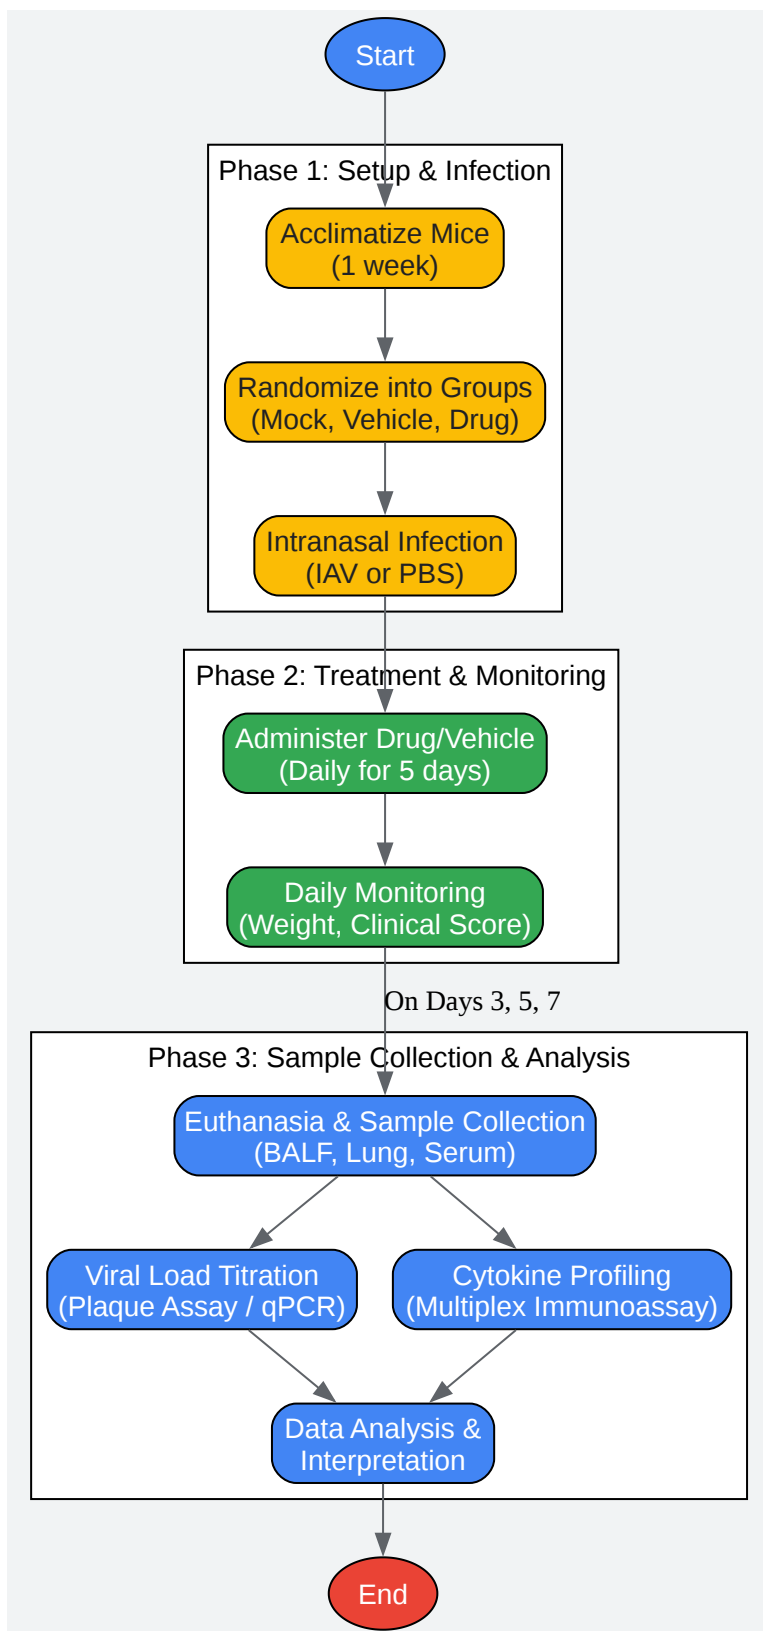 Start
Phase 1: Setup & Infection
Acclimatize Mice
(1 week)
Randomize into Groups
(Mock, Vehicle, Drug)
Intranasal Infection
(IAV or PBS)
Phase 2: Treatment & Monitoring
Administer Drug/Vehicle
(Daily for 5 days)
Daily Monitoring
(Weight, Clinical Score)
On Days 3, 5, 7
Phase 3: Sample Collection & Analysis
Euthanasia & Sample Collection
(BALF, Lung, Serum)
Viral Load Titration
(Plaque Assay / qPCR)
Cytokine Profiling
(Multiplex Immunoassay)
Data Analysis &
Interpretation
End